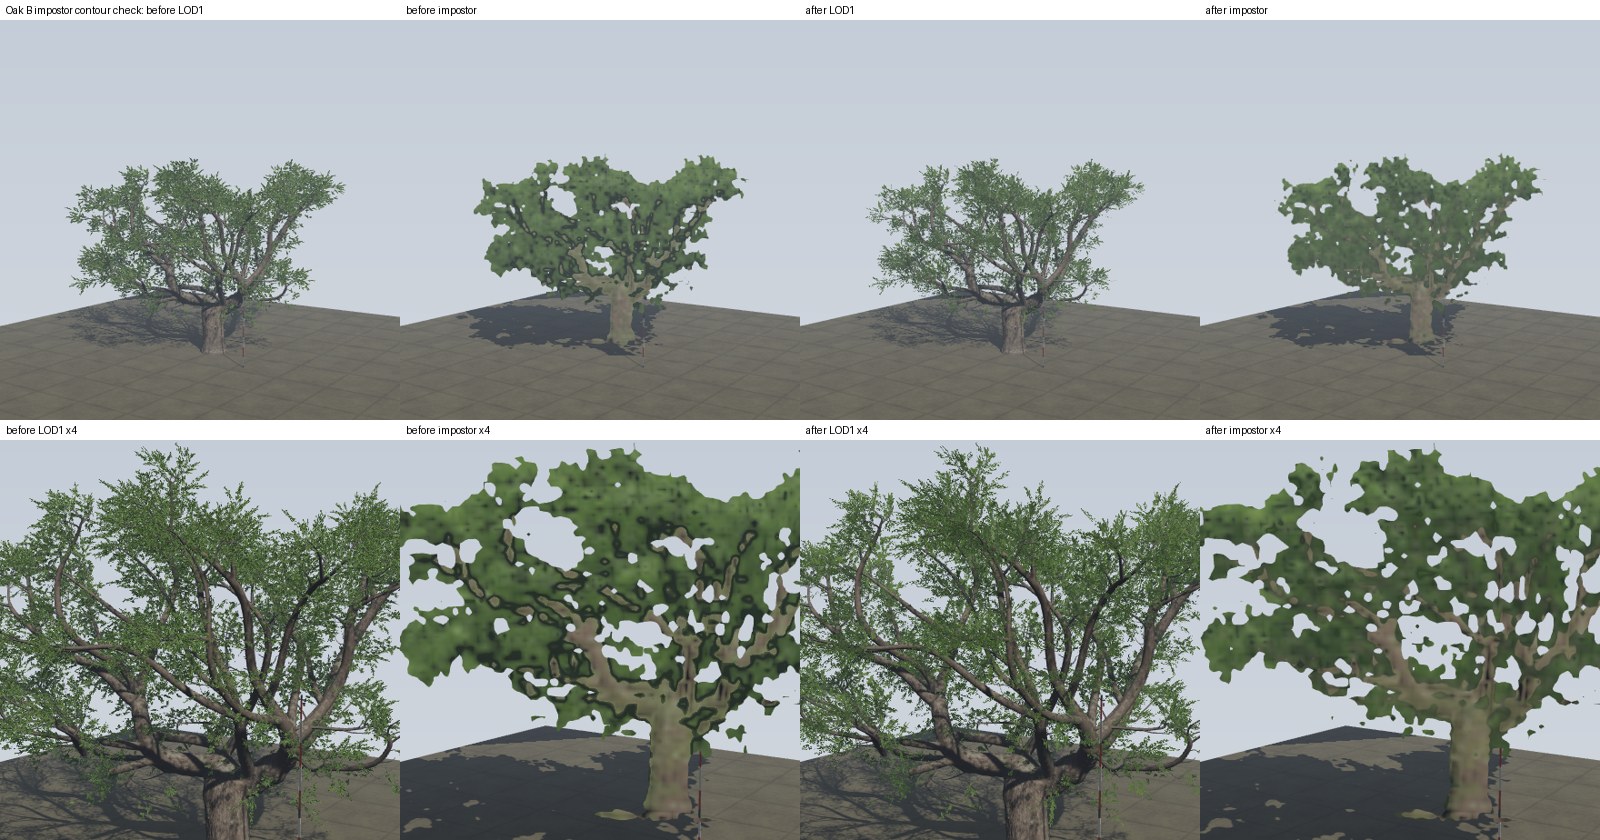 Oak B impostor contour check: before LOD1
before impostor
after LOD1
after impostor
before LOD1 x4
before impostor x4
after LOD1 x4
after impostor x4